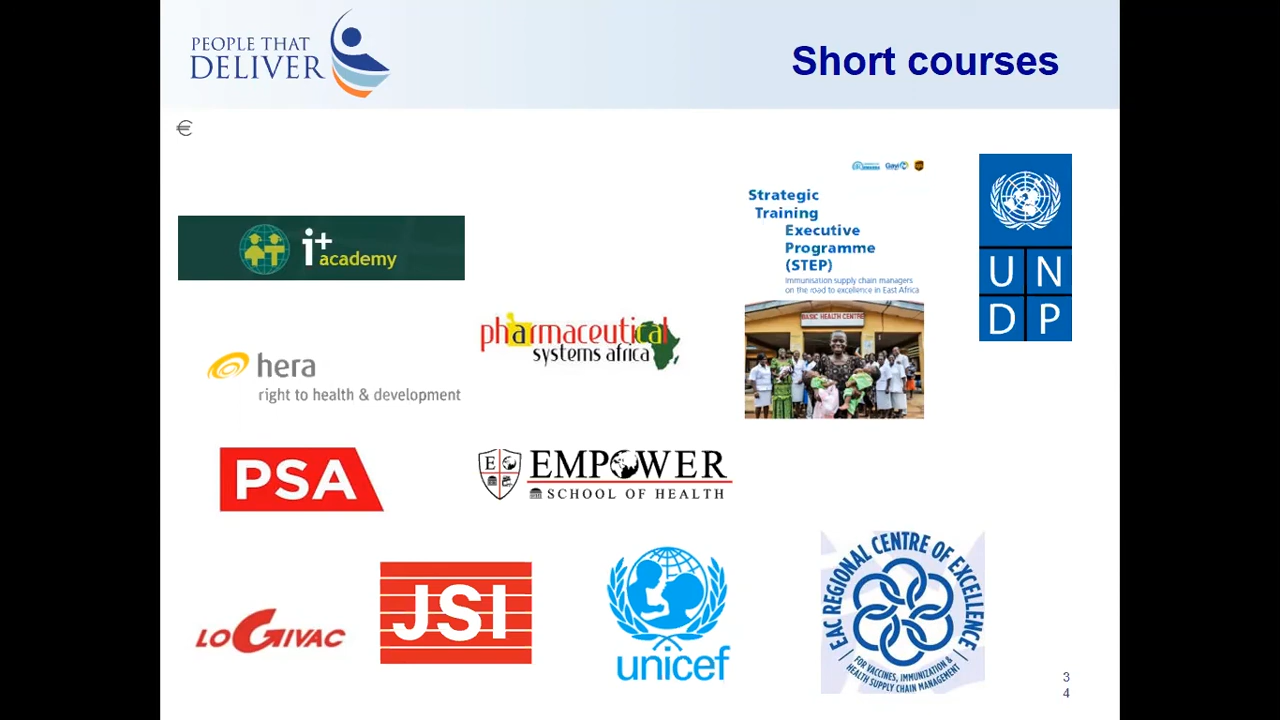 PEOPLE THAT
DELIVER
Short courses
€
Gavi
Strategic
Training
Executive
Programme
(STEP)
Immunisation supply chain managers
on the road to excellence in East Africa
BASIC HEALTH CENTRE
U N
D P
i+
academy
pharmaceutical
systems africa
hera
right to health & development
PSA
E
EMPOWER
SCHOOL OF HEALTH
LOGIVAC
JSI
unicef
EAC REGIONAL CENTRE OF EXCELLENCE
FOR VACCINES, IMMUNIZATION &
HEALTH SUPPLY CHAIN MANAGEMENT
3
4